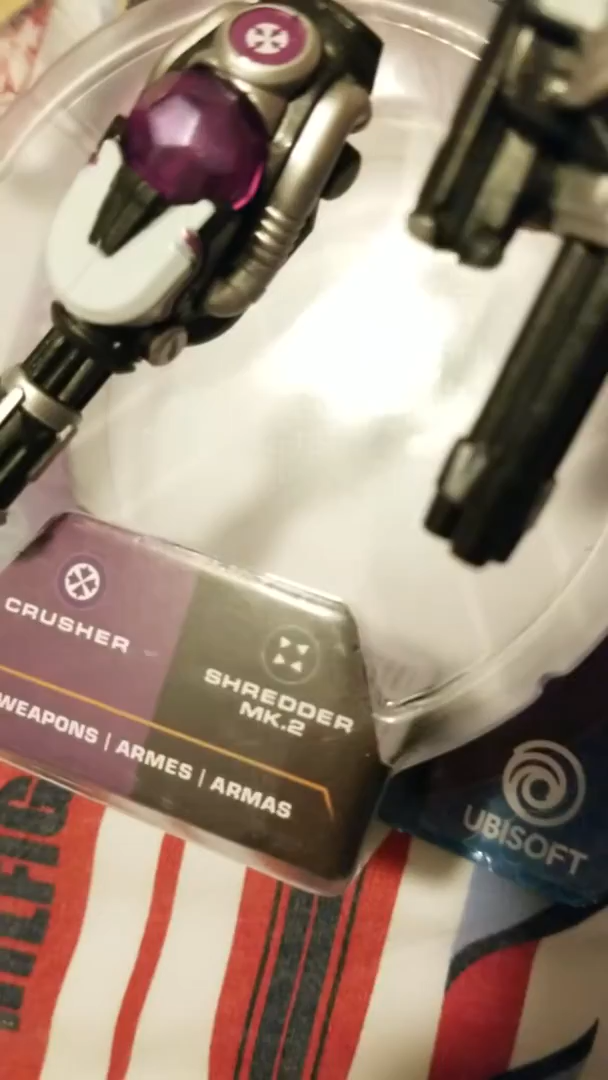 CRUSHER
SHREDDER
MK.2
WEAPONS | ARMES | ARMAS
UBISOFT